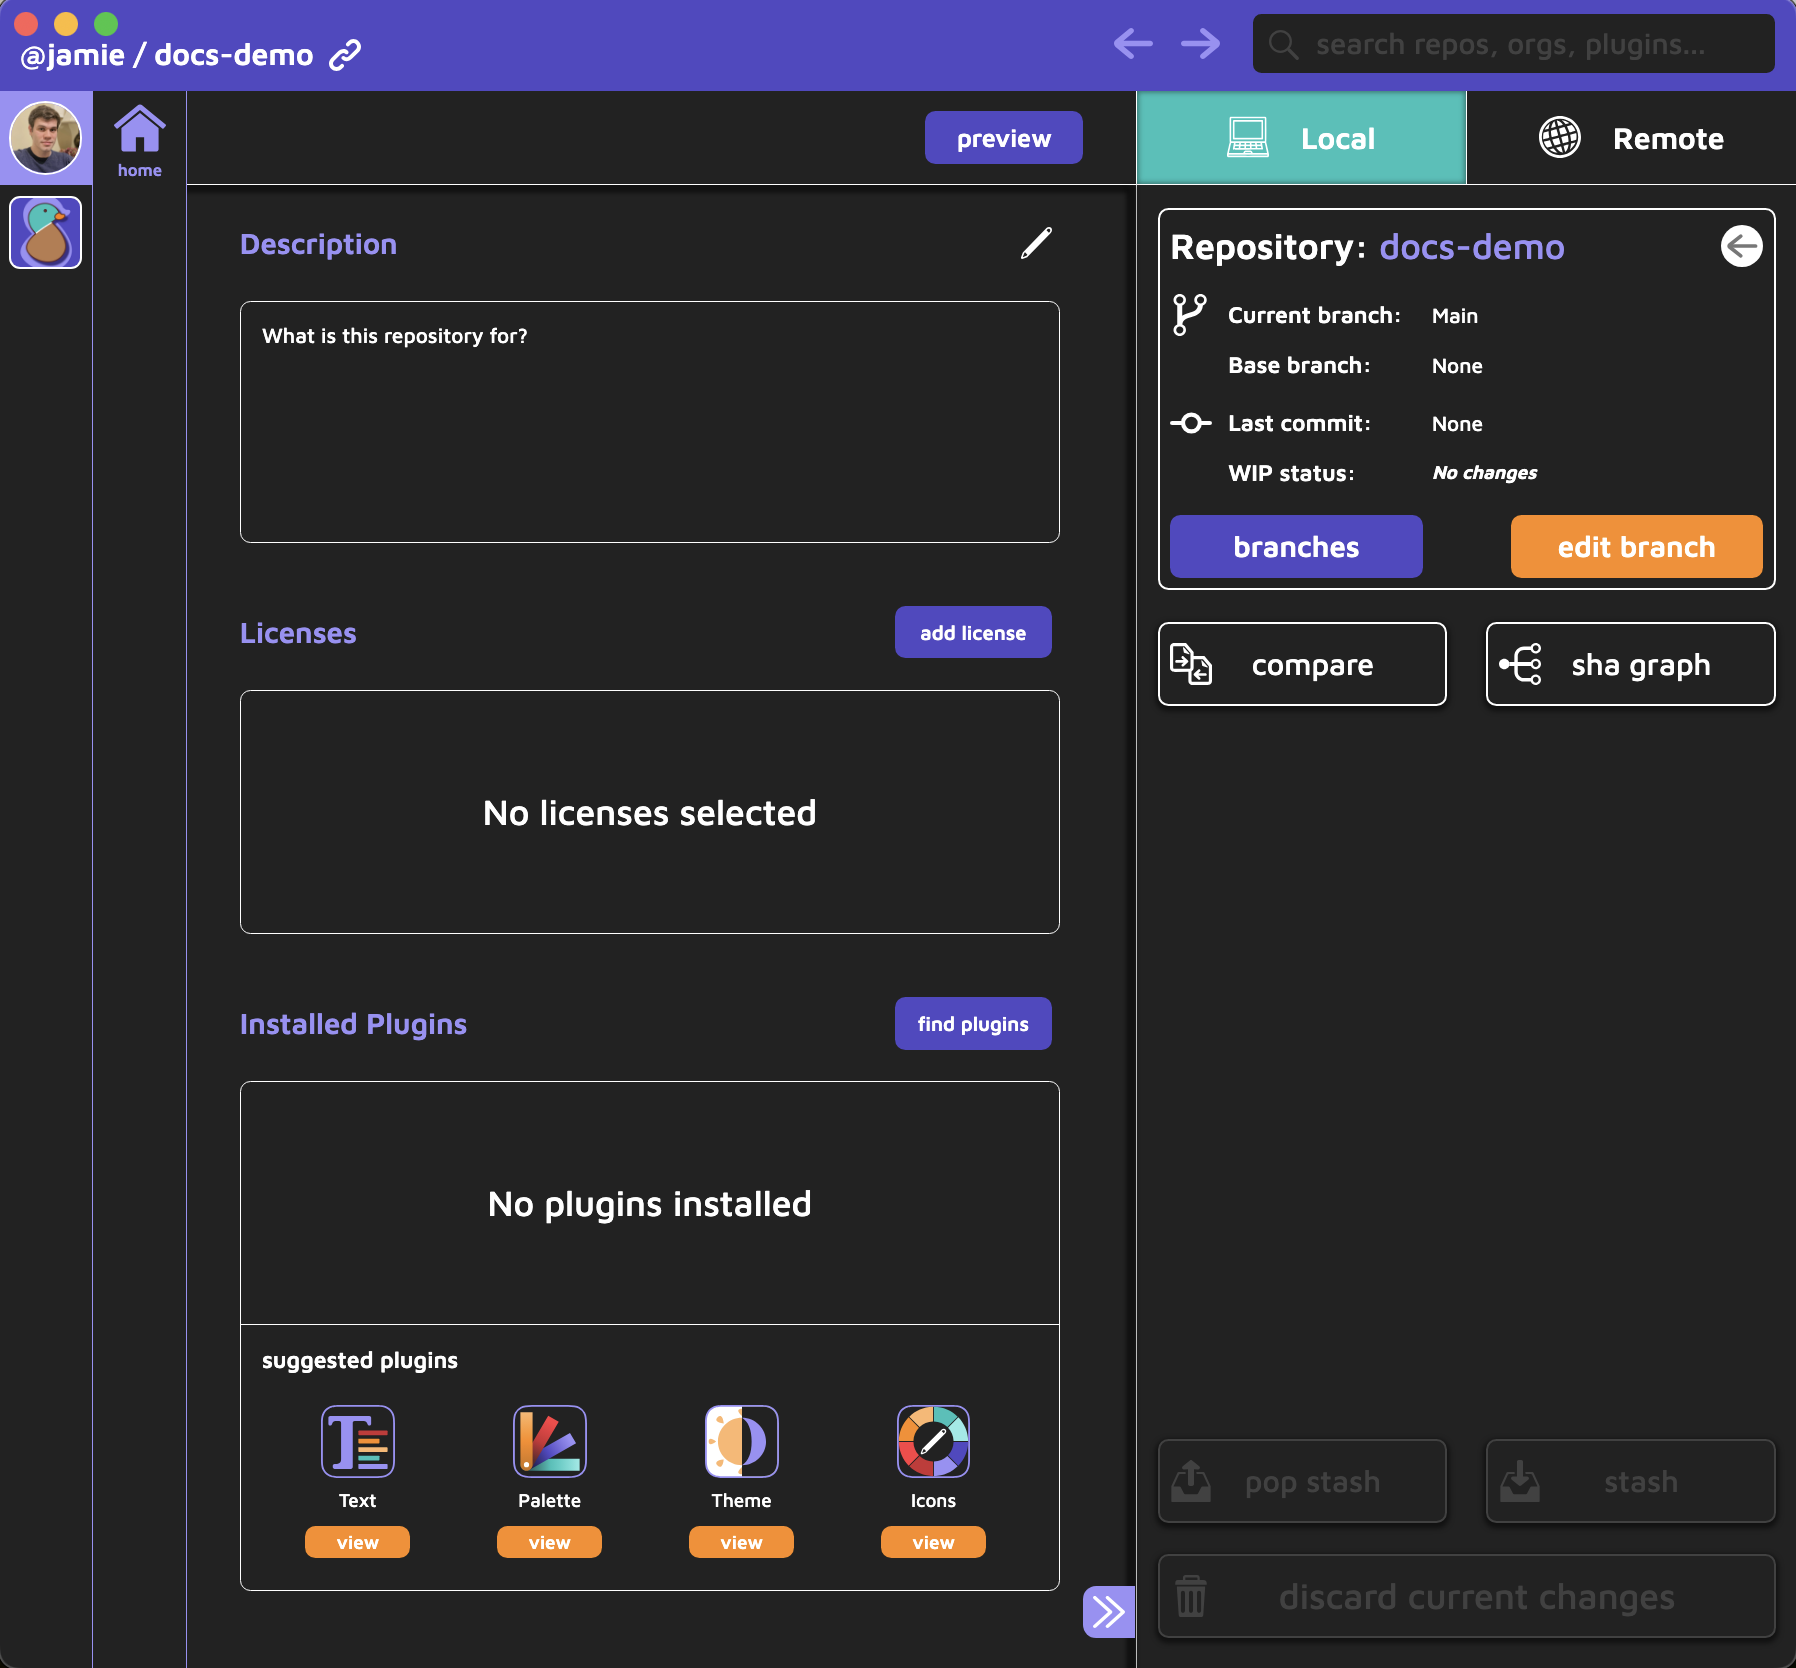 @jamie / docs-demo
search repos, orgs, plugins...
home
preview
Local
Remote
Description
What is this repository for?
Licenses
add license
No licenses selected
Installed Plugins
find plugins
No plugins installed
suggested plugins
Text
Palette
Theme
Icons
view
view
view
view
Repository: docs-demo
Current branch: Main
Base branch: None
Last commit: None
WIP status: No changes
branches
edit branch
compare
sha graph
pop stash
stash
discard current changes